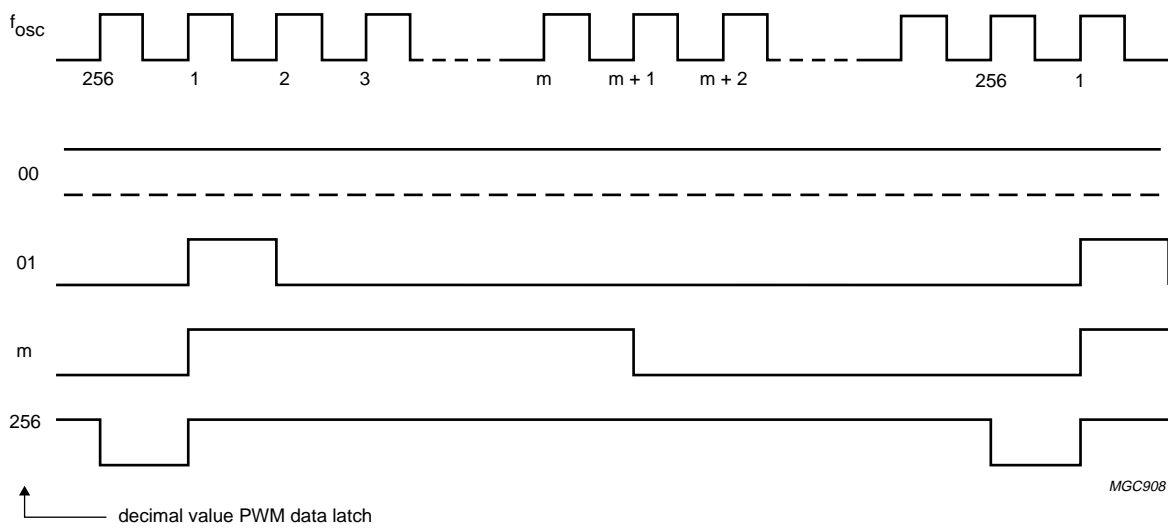 fosc
256 1 2 3 m m + 1 m + 2 256 1
00
01
m
256
MGC908
decimal value PWM data latch